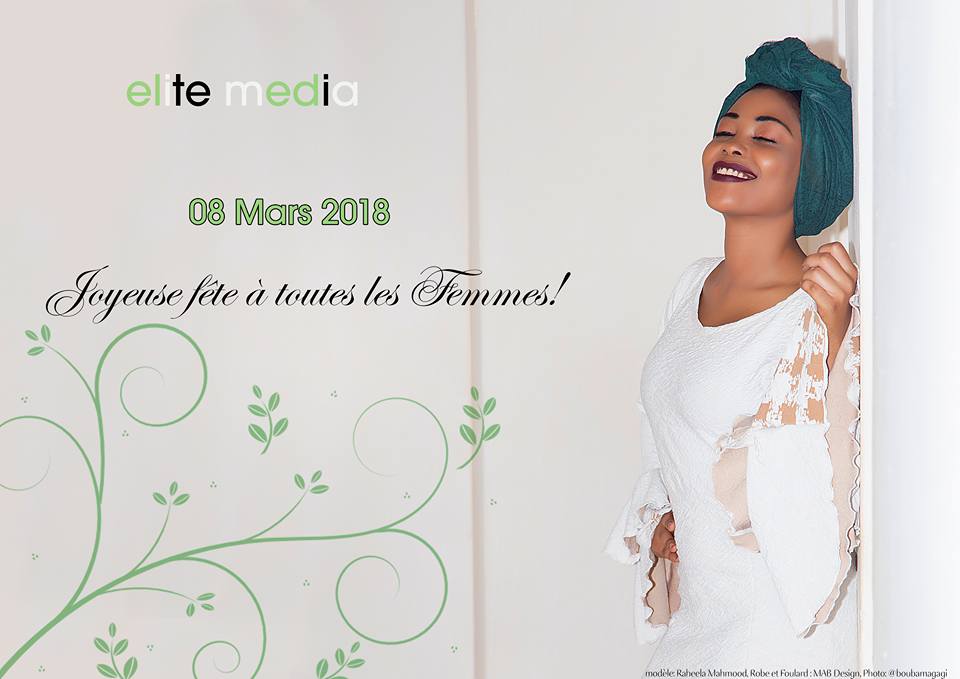 elite media
08 Mars 2018
Joyeuse fête à toutes les Femmes!
modèle: Raheela Mahmood, Robe et Foulard : MAB Design, Photo: @boubamagagi